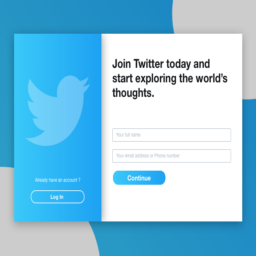 Join Twitter today and
start exploring the world's
thoughts.
Your full name
Your email address or Phone number
Already have an account ?
Continue
Log In